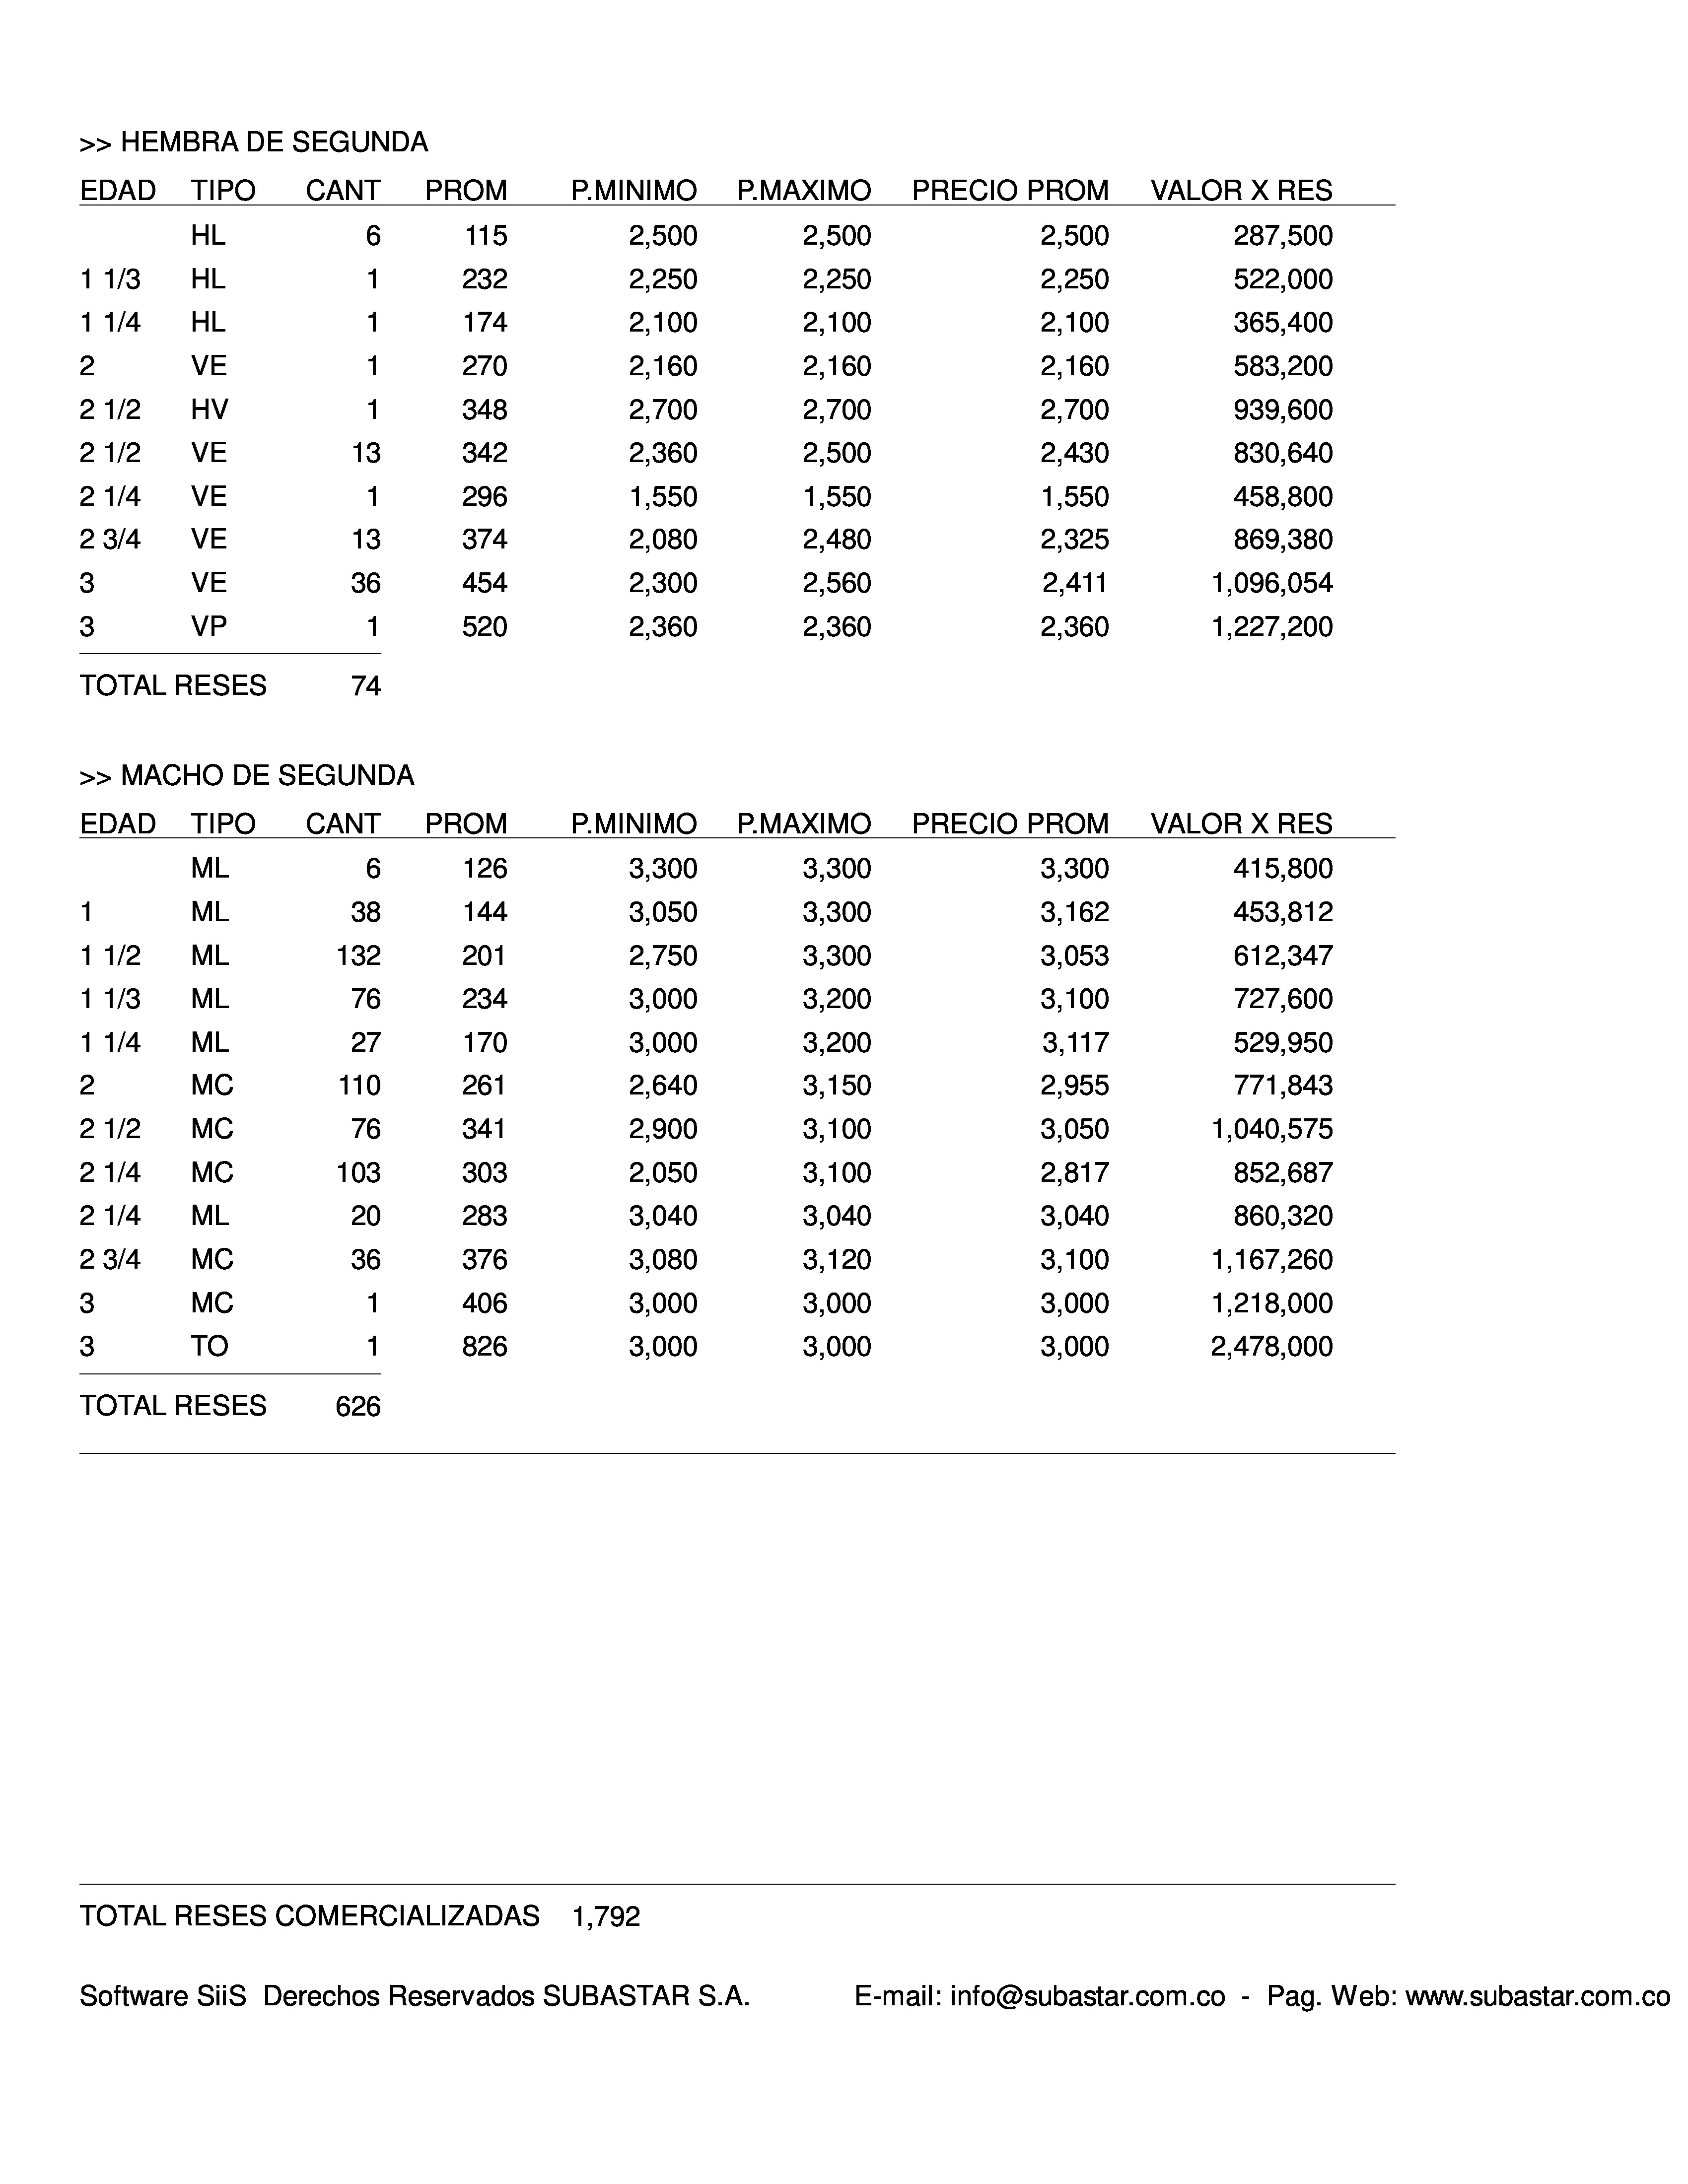 >> HEMBRA DE SEGUNDA
EDAD TIPO CANT PROM P.MINIMO P.MAXIMO PRECIO PROM VALOR X RES
HL 6 115 2,500 2,500 2,500 287,500
1 1/3 HL 1 232 2,250 2,250 2,250 522,000
1 1/4 HL 1 174 2,100 2,100 2,100 365,400
2 VE 1 270 2,160 2,160 2,160 583,200
2 1/2 HV 1 348 2,700 2,700 2,700 939,600
2 1/2 VE 13 342 2,360 2,500 2,430 830,640
2 1/4 VE 1 296 1,550 1,550 1,550 458,800
2 3/4 VE 13 374 2,080 2,480 2,325 869,380
3 VE 36 454 2,300 2,560 2,411 1,096,054
3 VP 1 520 2,360 2,360 2,360 1,227,200
TOTAL RESES 74
>> MACHO DE SEGUNDA
EDAD TIPO CANT PROM P.MINIMO P.MAXIMO PRECIO PROM VALOR X RES
ML 6 126 3,300 3,300 3,300 415,800
1 ML 38 144 3,050 3,300 3,162 453,812
1 1/2 ML 132 201 2,750 3,300 3,053 612,347
1 1/3 ML 76 234 3,000 3,200 3,100 727,600
1 1/4 ML 27 170 3,000 3,200 3,117 529,950
2 MC 110 261 2,640 3,150 2,955 771,843
2 1/2 MC 76 341 2,900 3,100 3,050 1,040,575
2 1/4 MC 103 303 2,050 3,100 2,817 852,687
2 1/4 ML 20 283 3,040 3,040 3,040 860,320
2 3/4 MC 36 376 3,080 3,120 3,100 1,167,260
3 MC 1 406 3,000 3,000 3,000 1,218,000
3 TO 1 826 3,000 3,000 3,000 2,478,000
TOTAL RESES 626
TOTAL RESES COMERCIALIZADAS 1,792
Software SiiS Derechos Reservados SUBASTAR S.A. E-mail: info@subastar.com.co - Pag. Web: www.subastar.com.co